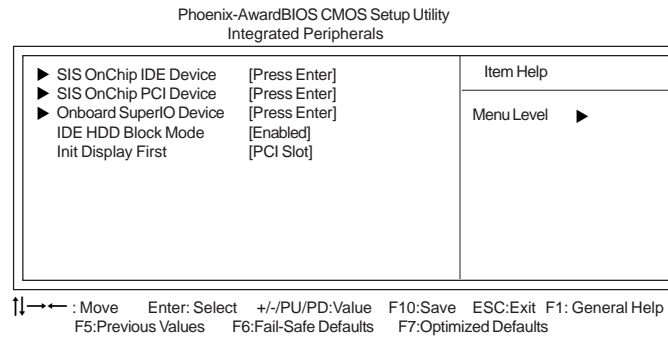 Phoenix-AwardBIOS CMOS Setup Utility
Integrated Peripherals
▶ SIS OnChip IDE Device [Press Enter]
▶ SIS OnChip PCI Device [Press Enter]
▶ Onboard SuperIO Device [Press Enter]
IDE HDD Block Mode [Enabled]
Init Display First [PCI Slot]
Item Help
Menu Level ▶
↑↓→← : Move Enter: Select +/-/PU/PD:Value F10:Save ESC:Exit F1: General Help
F5:Previous Values F6:Fail-Safe Defaults F7:Optimized Defaults